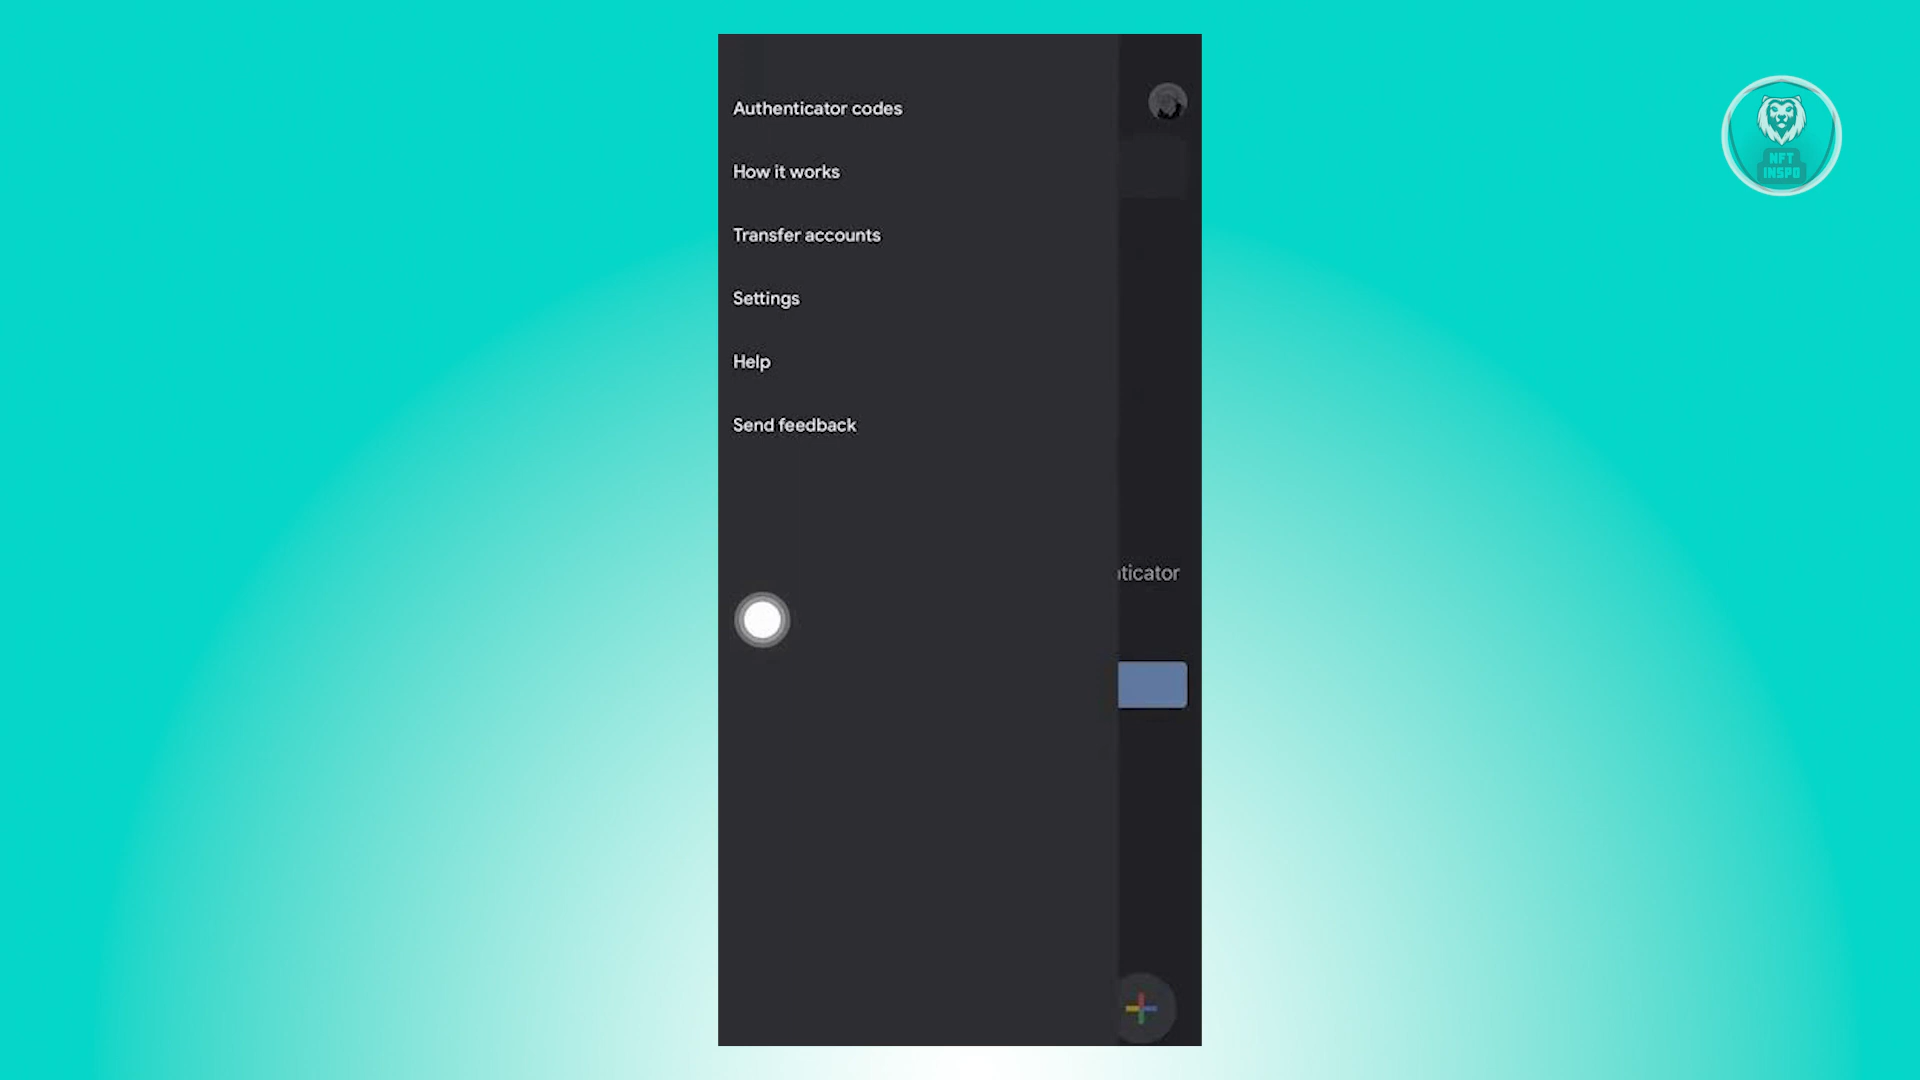 Authenticator codes
How it works
Transfer accounts
Settings
Help
Send feedback
ticator
NFT
INSPO